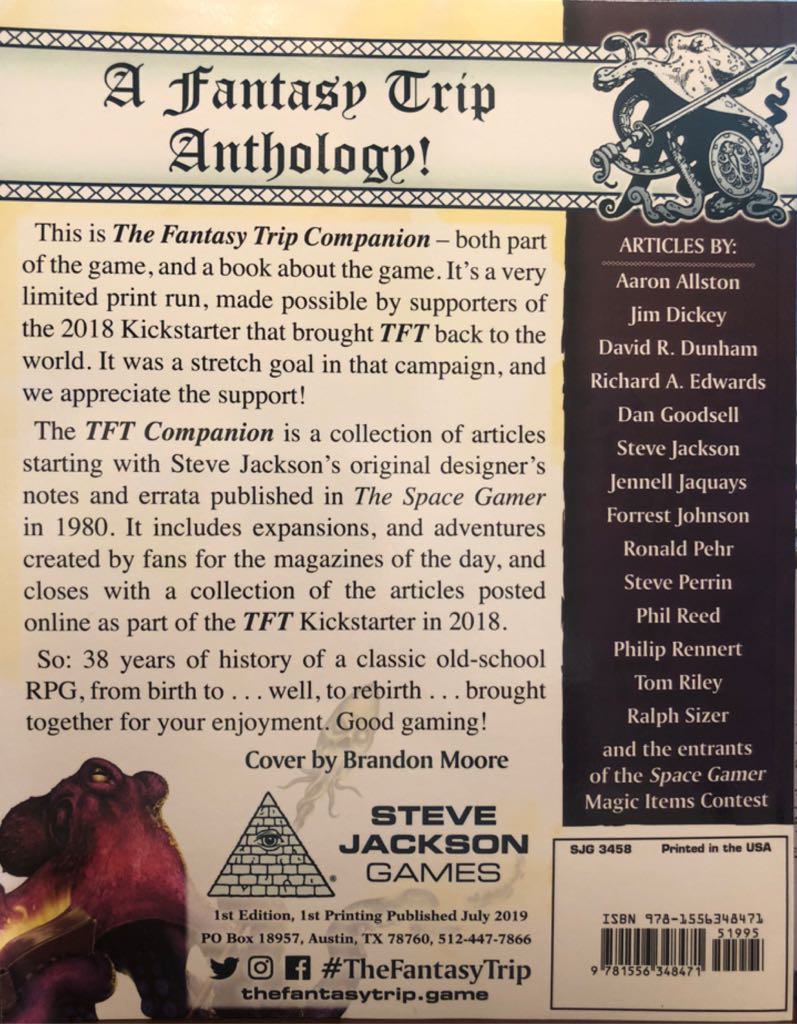 A Fantasy Trip
Anthology!
This is The Fantasy Trip Companion – both part
of the game, and a book about the game. It's a very
limited print run, made possible by supporters of
the 2018 Kickstarter that brought TFT back to the
world. It was a stretch goal in that campaign, and
we appreciate the support!
The TFT Companion is a collection of articles
starting with Steve Jackson's original designer's
notes and errata published in The Space Gamer
in 1980. It includes expansions, and adventures
created by fans for the magazines of the day, and
closes with a collection of the articles posted
online as part of the TFT Kickstarter in 2018.
So: 38 years of history of a classic old-school
RPG, from birth to . . . well, to rebirth . . . brought
together for your enjoyment. Good gaming!
Cover by Brandon Moore
STEVE
JACKSON
GAMES
1st Edition, 1st Printing Published July 2019
PO Box 18957, Austin, TX 78760, 512-447-7866
#TheFantasyTrip
thefantasytrip.game
ARTICLES BY:
Aaron Allston
Jim Dickey
David R. Dunham
Richard A. Edwards
Dan Goodsell
Steve Jackson
Jennell Jaquays
Forrest Johnson
Ronald Pehr
Steve Perrin
Phil Reed
Philip Rennert
Tom Riley
Ralph Sizer
and the entrants
of the Space Gamer
Magic Items Contest
SJG 3458 Printed in the USA
ISBN 978-1556348471
51995
9 781556 348471